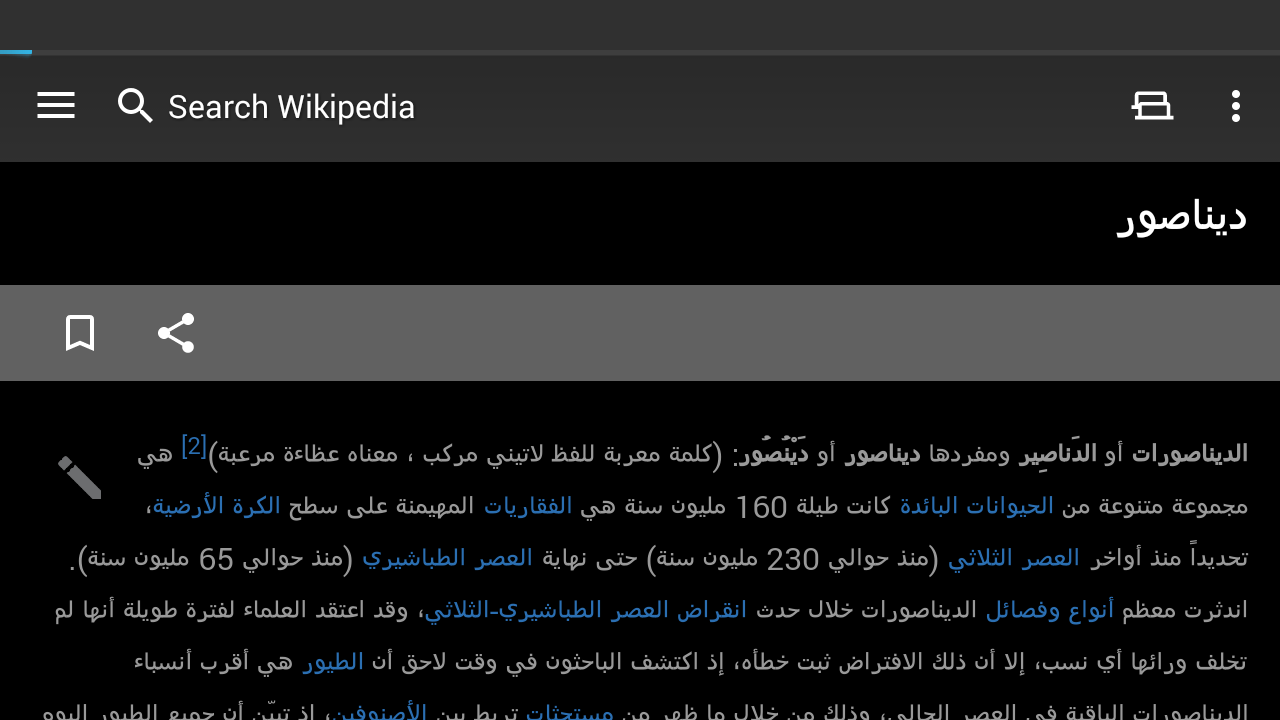 Search Wikipedia
ديناصور
الديناصورات أو الدَناصِير ومفردها ديناصور أو دَيْنُصُور: (كلمة معربة للفظ لاتيني مركب ، معناه عظاءة مرعبة)[2] هي
مجموعة متنوعة من الحيوانات البائدة كانت طيلة 160 مليون سنة هي الفقاريات المهيمنة على سطح الكرة الأرضية،
تحديداً منذ أواخر العصر الثلاثي (منذ حوالي 230 مليون سنة) حتى نهاية العصر الطباشيري (منذ حوالي 65 مليون سنة).
اندثرت معظم أنواع وفصائل الديناصورات خلال حدث انقراض العصر الطباشيري-الثلاثي، وقد اعتقد العلماء لفترة طويلة أنها لم
تخلف ورائها أي نسب، إلا أن ذلك الافتراض ثبت خطأه، إذ اكتشف الباحثون في وقت لاحق أن الطيور هي أقرب أنسباء
الديناصورات الباقية في العصر الحالي، وذلك من خلال ما ظهر من مستحثات تربط بين الأصنوفين، إذ تبيّن أن جميع الطيور اليوم